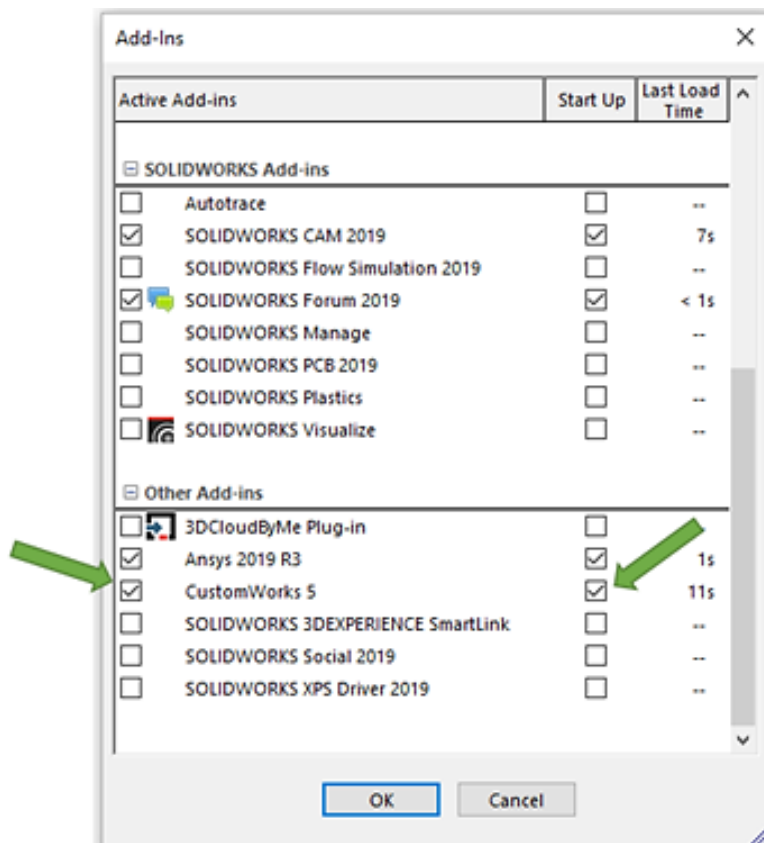 Add-Ins
Active Add-ins Start Up Last Load Time
SOLIDWORKS Add-ins
Autotrace --
SOLIDWORKS CAM 2019 7s
SOLIDWORKS Flow Simulation 2019 --
SOLIDWORKS Forum 2019 < 1s
SOLIDWORKS Manage --
SOLIDWORKS PCB 2019 --
SOLIDWORKS Plastics --
SOLIDWORKS Visualize --
Other Add-ins
3DCloudByMe Plug-in
Ansys 2019 R3 1s
CustomWorks 5 11s
SOLIDWORKS 3DEXPERIENCE SmartLink --
SOLIDWORKS Social 2019 --
SOLIDWORKS XPS Driver 2019 --
OK Cancel